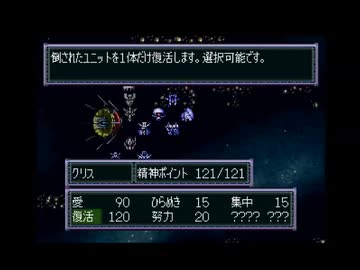 倒されたユニットを1体だけ復活します。選択可能です。
クリス 精神ポイント 121/121
愛 90 ひらめき 15 集中 15
復活 120 努力 20 ???? ???